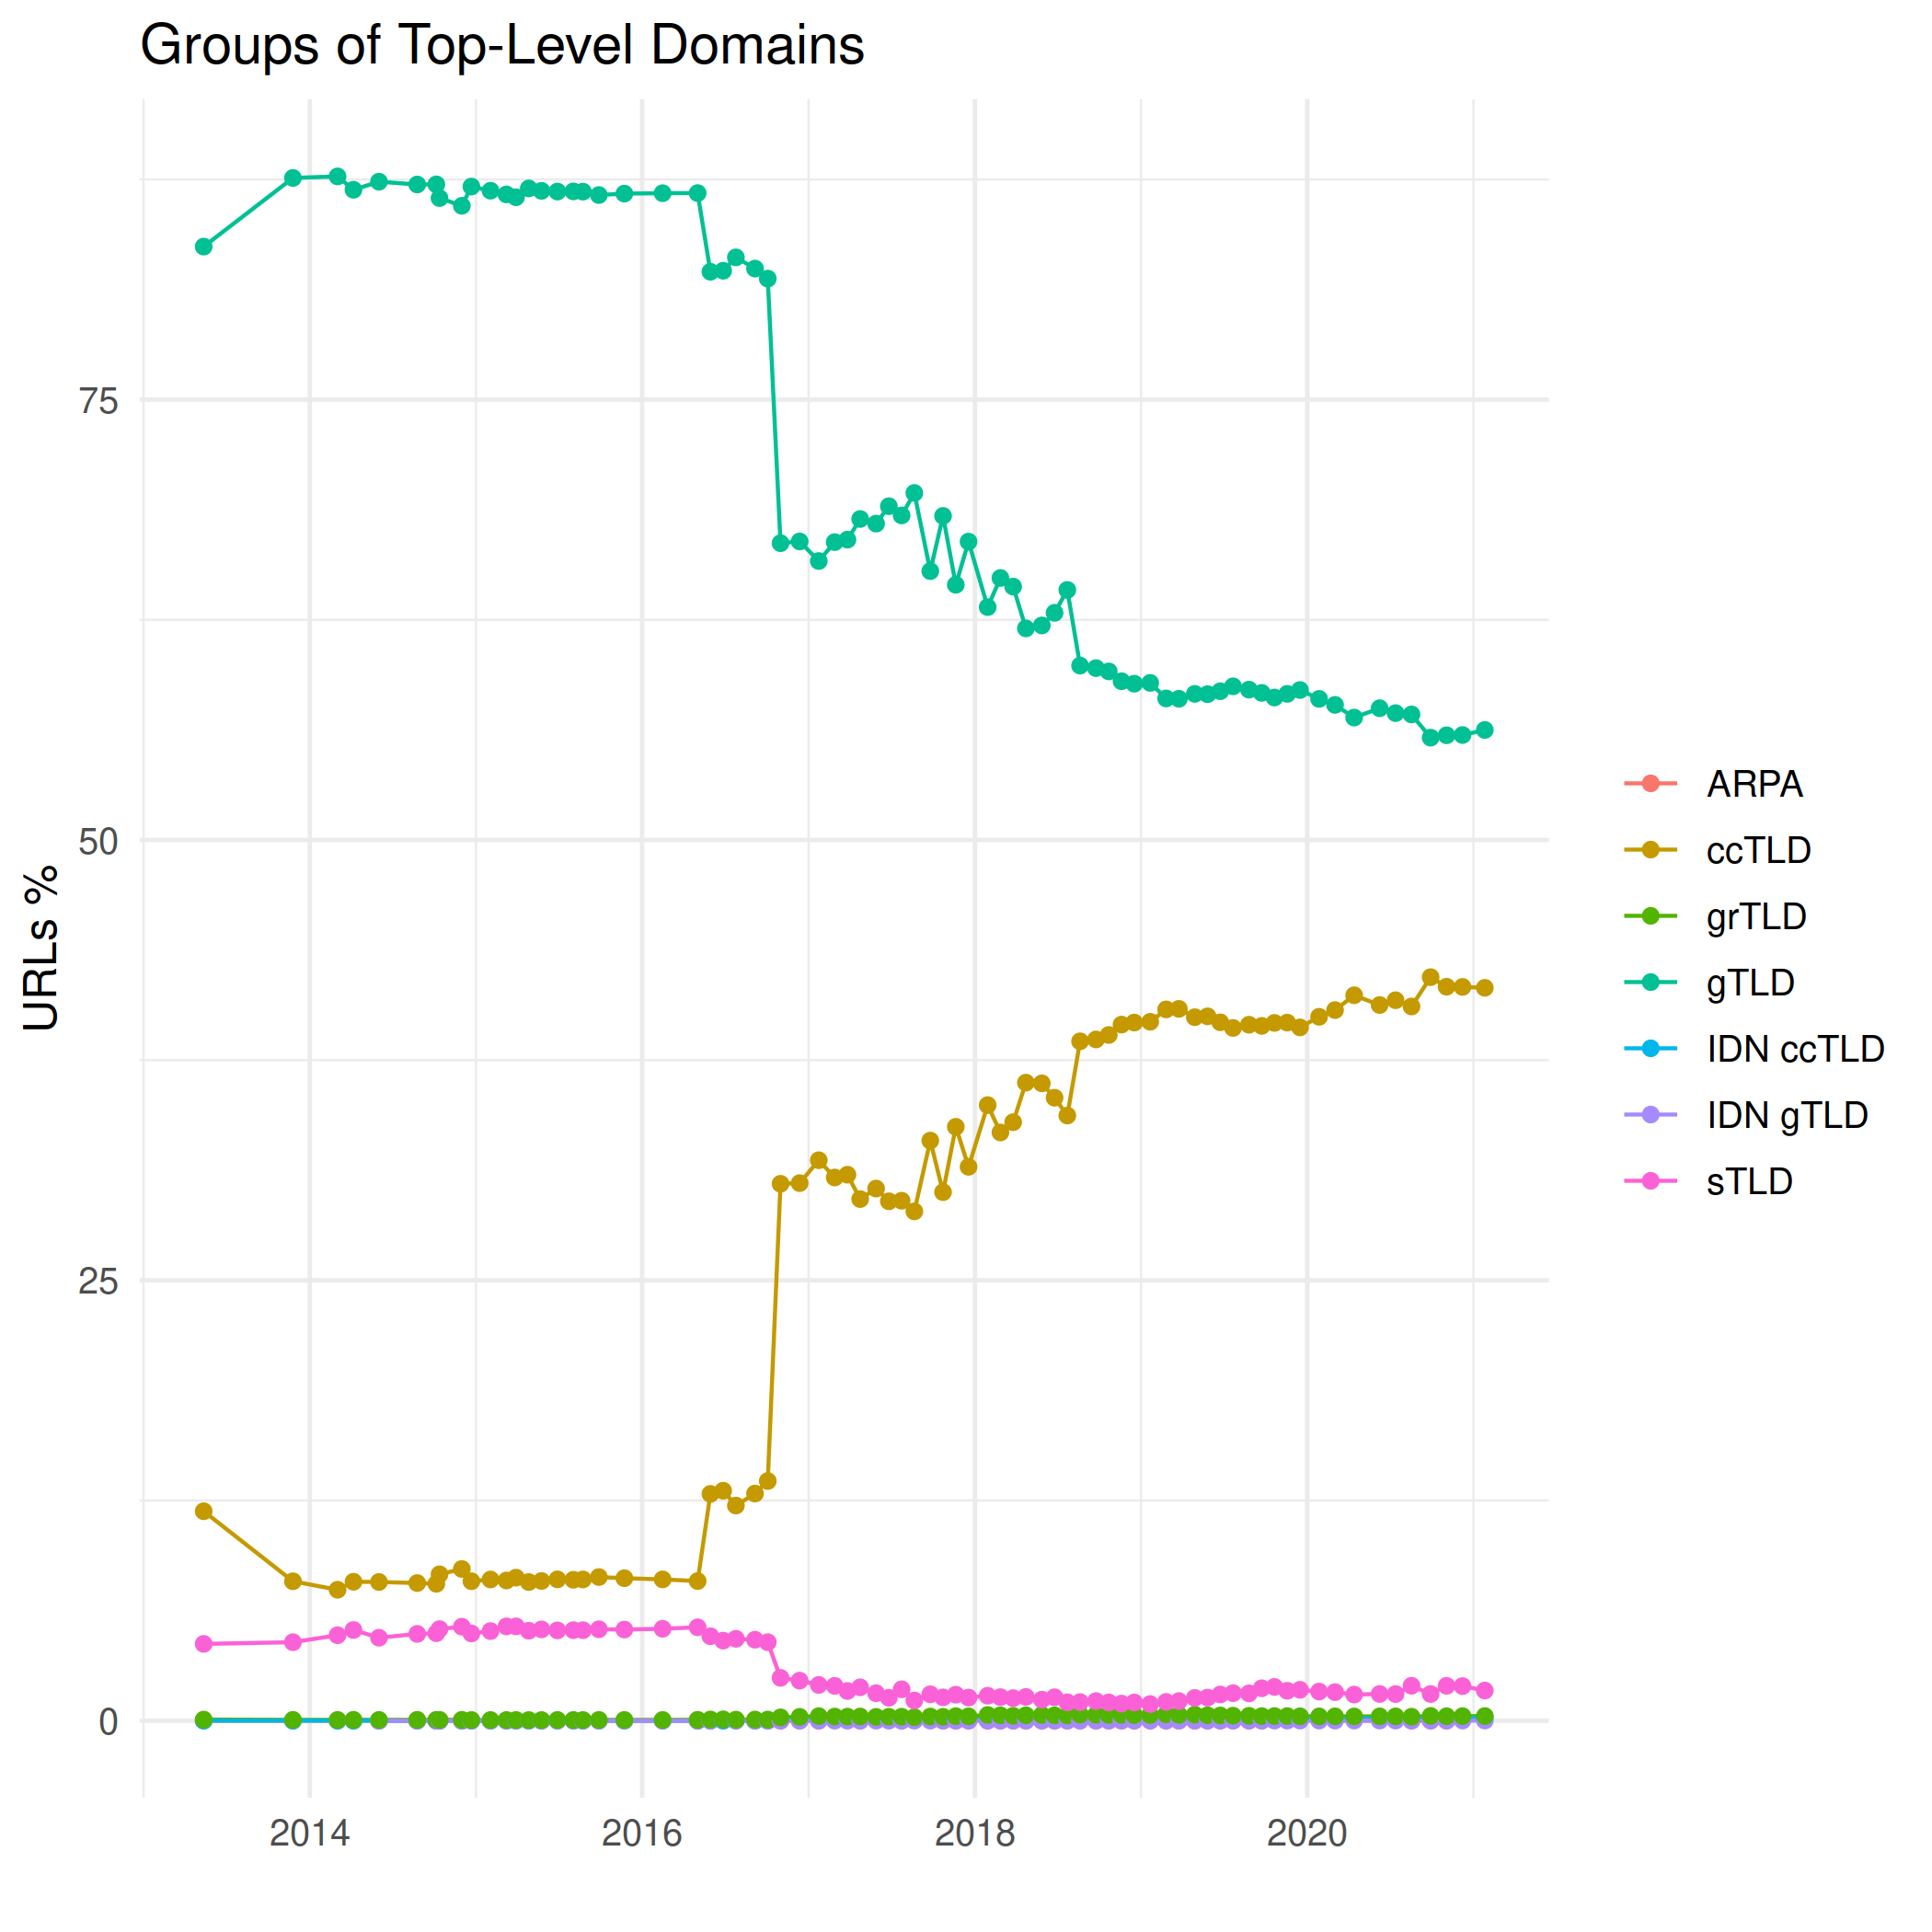 Groups of Top-Level Domains
URLs %
75
50
25
0
2014
2016
2018
2020
ARPA
ccTLD
grTLD
gTLD
IDN ccTLD
IDN gTLD
sTLD